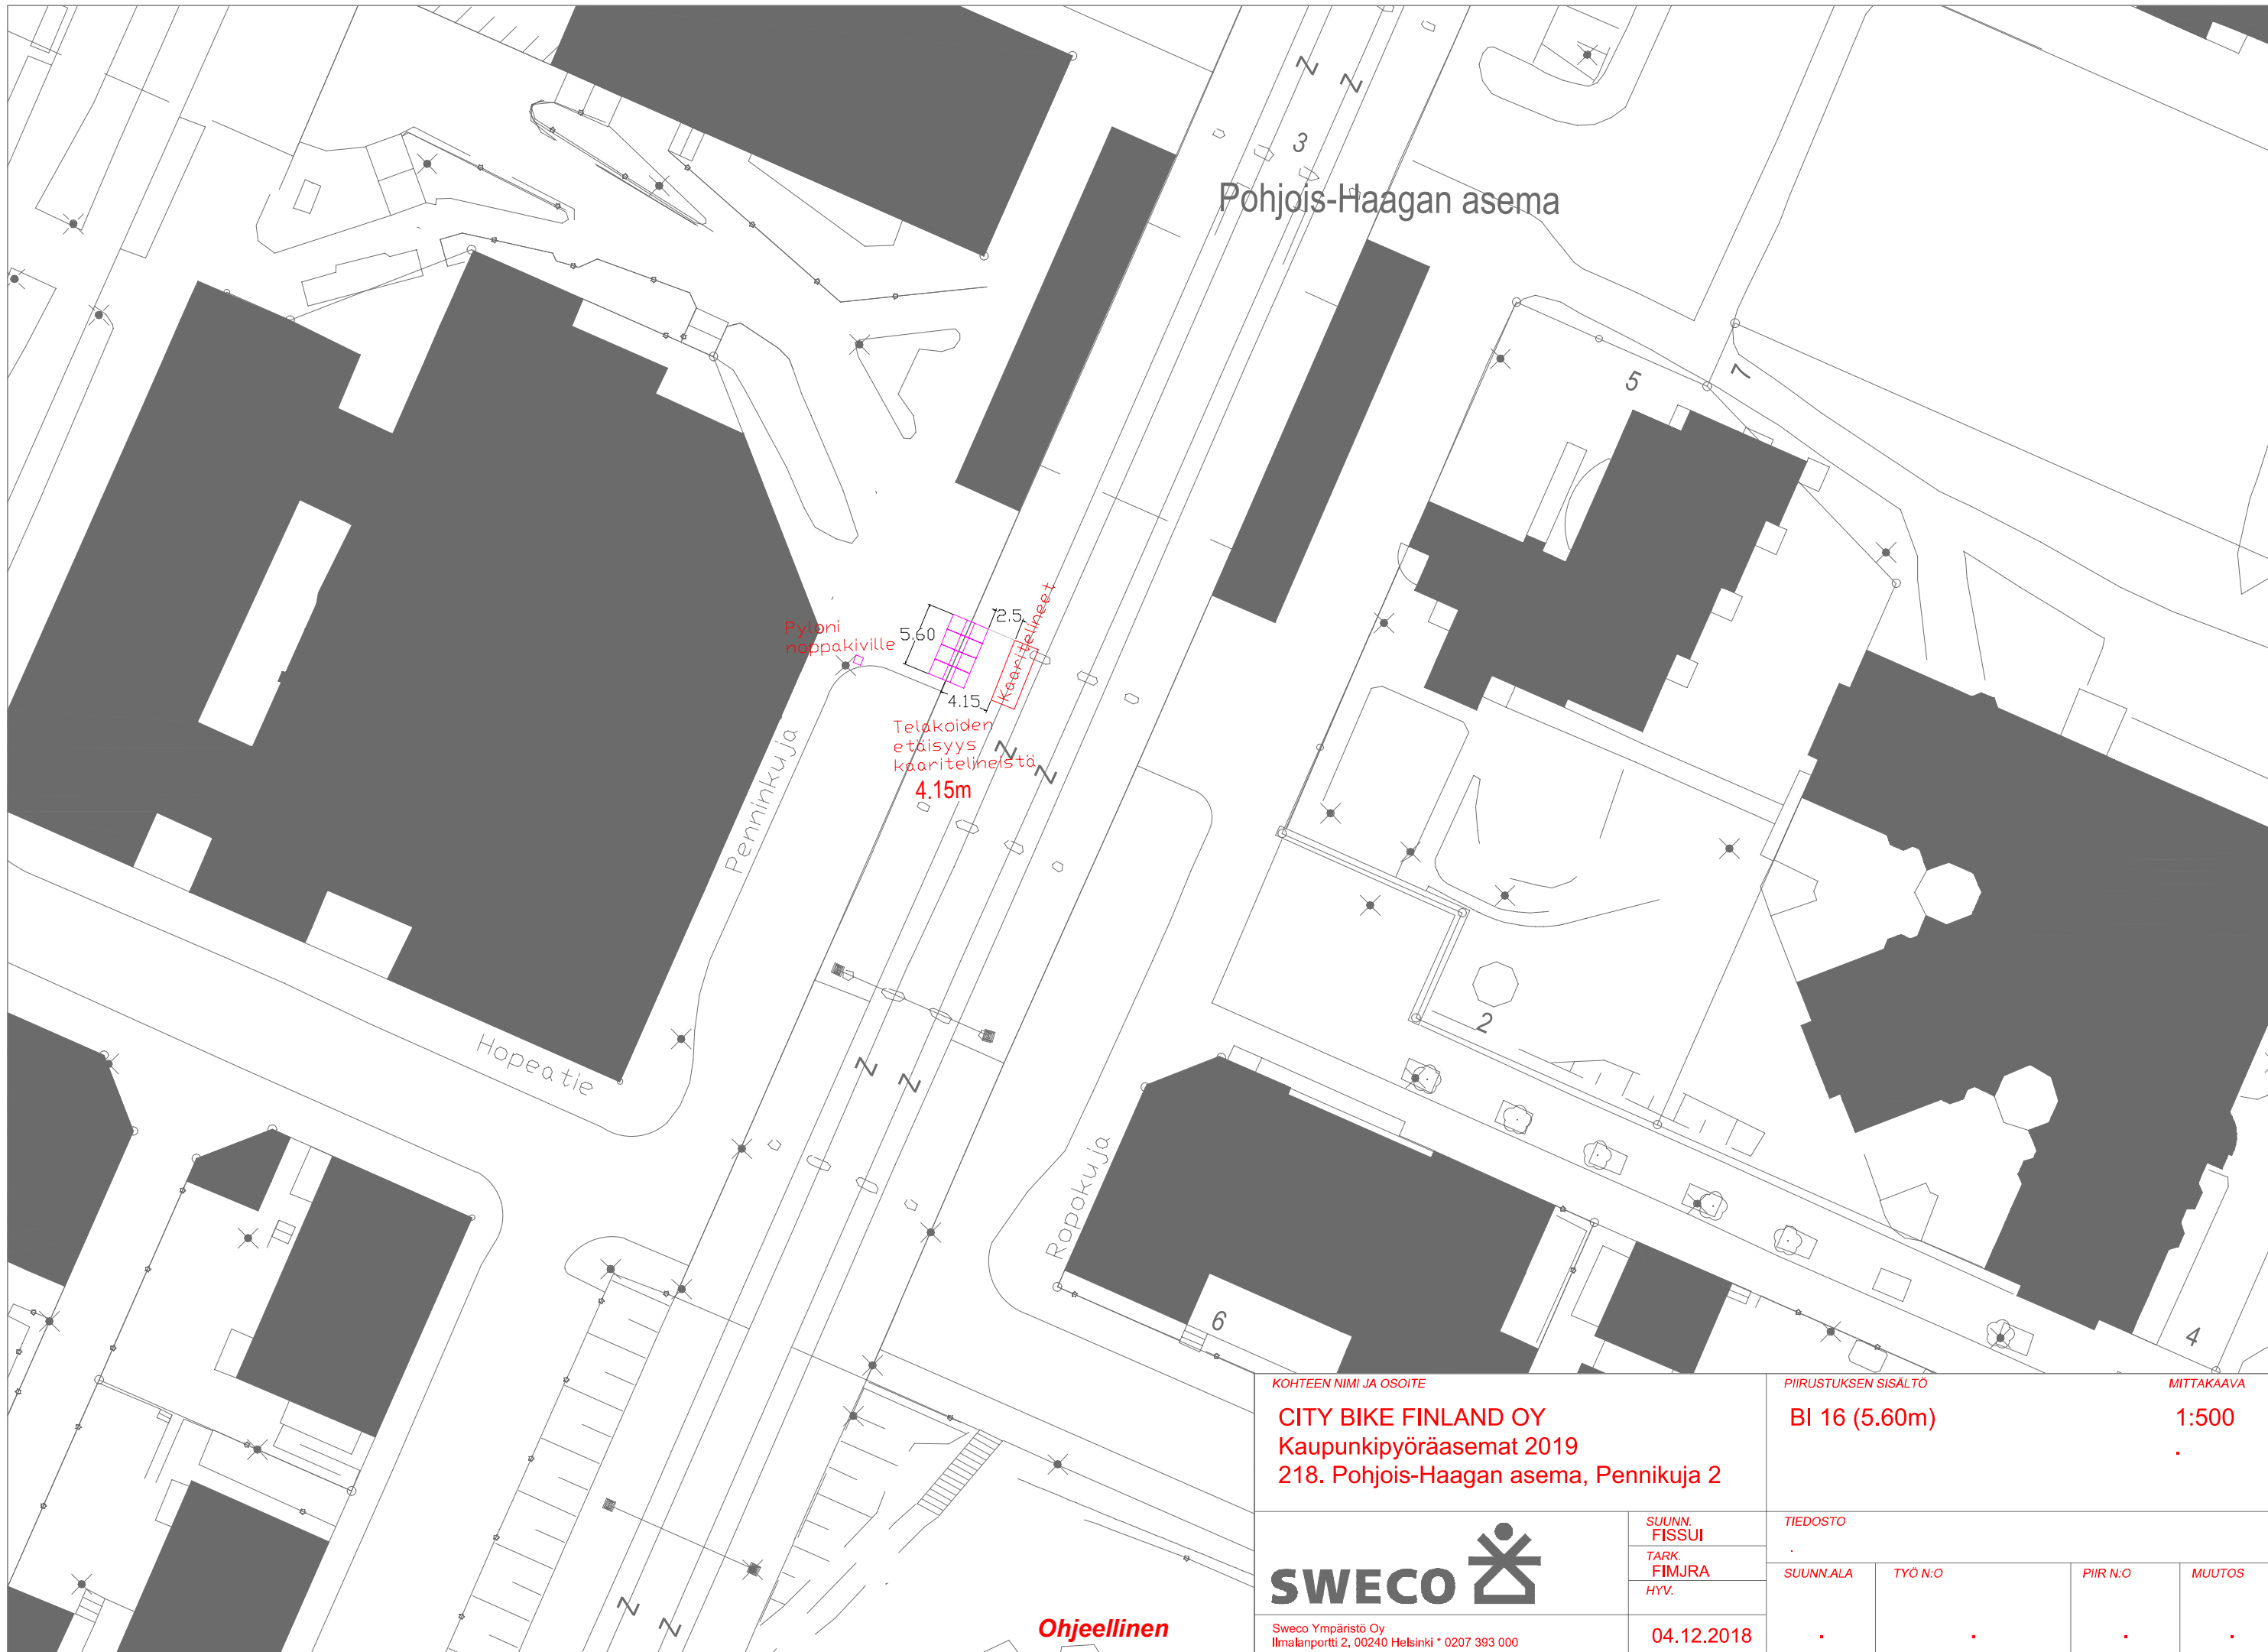 3
Pohjois-Haagan asema
5
7
Kaaritelineet
2.5
5.60
Pyloni
noppakiville
4.15
Telakoiden
etäisyys
kaaritelineistä
4.15m
Penninkuja
2
Hopeatie
Ropokuja
6
4
KOHTEEN NIMI JA OSOITE
CITY BIKE FINLAND OY
Kaupunkipyöräasemat 2019
218. Pohjois-Haagan asema, Pennikuja 2
PIIRUSTUKSEN SISÄLTÖ
MITTAKAAVA
BI 16 (5.60m)
1:500
.
SWECO
SUUNN.
FISSUI
TARK.
FIMJRA
HYV.
04.12.2018
TIEDOSTO
.
SUUNN.ALA
TYÖ N:O
PIIR N:O
MUUTOS
.
.
.
.
Sweco Ympäristö Oy
Ilmalanportti 2, 00240 Helsinki * 0207 393 000
Ohjeellinen